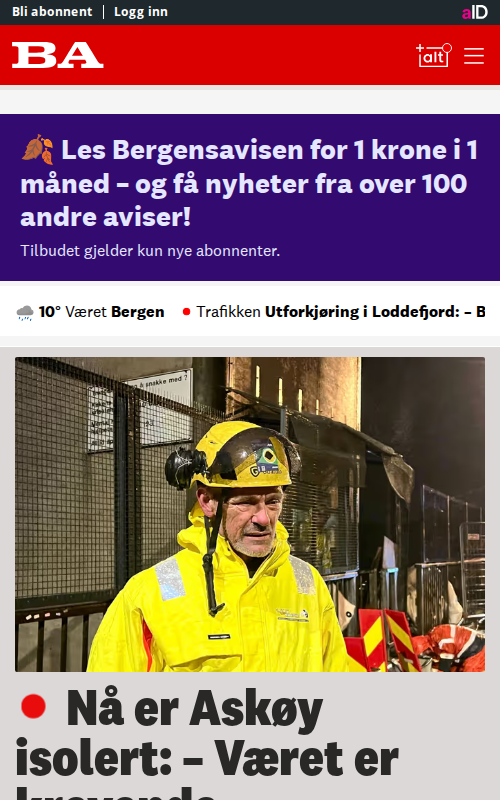 Bli abonnent | Logg inn
aID
BA
+alt
Les Bergensavisen for 1 krone i 1
måned – og få nyheter fra over 100
andre aviser!
Tilbudet gjelder kun nye abonnenter.
10° Været Bergen
Trafikken Utforkjøring i Loddefjord: – B
å snakke med ?
Nå er Askøy
isolert: – Været er
krevende